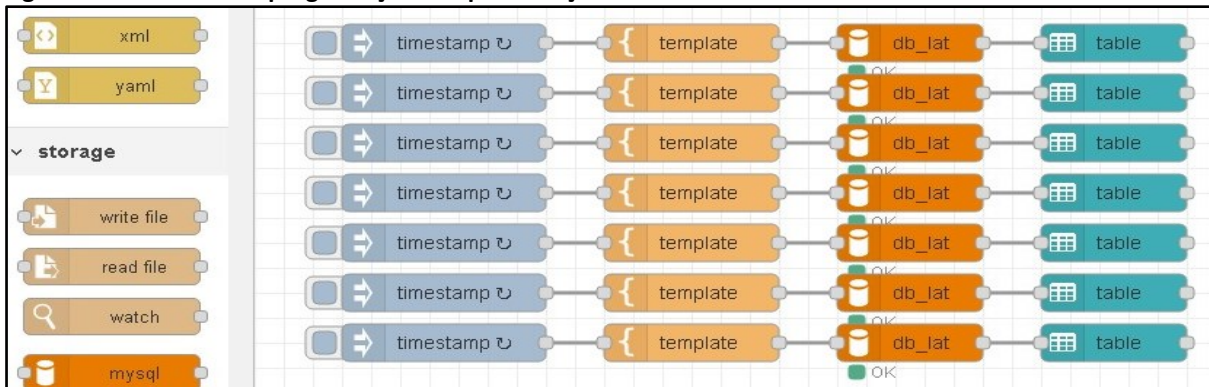 xml
yaml
storage
write file
read file
watch
mysql
timestamp ↻ template db_lat table
OK
timestamp ↻ template db_lat table
OK
timestamp ↻ template db_lat table
OK
timestamp ↻ template db_lat table
OK
timestamp ↻ template db_lat table
OK
timestamp ↻ template db_lat table
OK
timestamp ↻ template db_lat table
OK